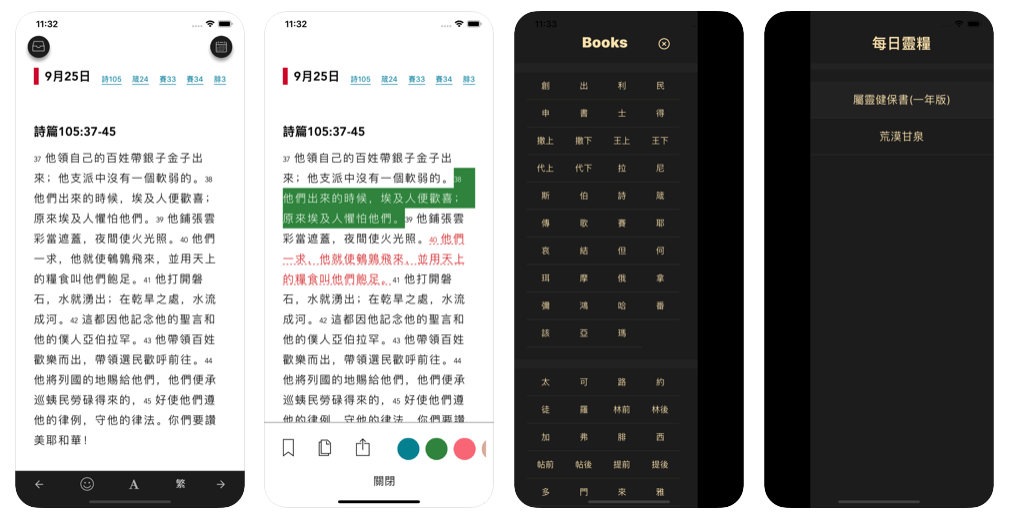 11:32
9月25日 詩105 箴24 賽33 賽34 腓3
詩篇105:37-45
37 他領自己的百姓帶銀子金子出
來；他支派中沒有一個軟弱的。38
他們出來的時候，埃及人便歡喜；
原來埃及人懼怕他們。39 他鋪張雲
彩當遮蓋，夜間使火光照。40 他們
一求，他就使鵪鶉飛來，並用天上
的糧食叫他們飽足。41 他打開磐
石，水就湧出；在乾旱之處，水流
成河。42 這都因他記念他的聖言和
他的僕人亞伯拉罕。43 他帶領百姓
歡樂而出，帶領選民歡呼前往。44
他將列國的地賜給他們，他們便承
巡蛦民勞碌得來的，45 好使他們遵
他的律例，守他的律法。你們要讚
美耶和華！
A 繁
11:32
9月25日 詩105 箴24 賽33 賽34 腓3
詩篇105:37-45
37 他領自己的百姓帶銀子金子出
來；他支派中沒有一個軟弱的。38
他們出來的時候，埃及人便歡喜；
原來埃及人懼怕他們。39 他鋪張雲
彩當遮蓋，夜間使火光照。40 他們
一求，他就使鵪鶉飛來，並用天上
的糧食叫他們飽足。41 他打開磐
石，水就湧出；在乾旱之處，水流
成河。42 這都因他記念他的聖言和
他的僕人亞伯拉罕。43 他帶領百姓
歡樂而出，帶領選民歡呼前往。44
他將列國的地賜給他們，他們便承
巡蛦民勞碌得來的，45 好使他們遵
他的律例，守他的律法。你們要讚
關閉
11:33
Books
創 出 利 民
申 書 士 得
撒上 撒下 王上 王下
代上 代下 拉 尼
斯 伯 詩 箴
傳 歌 賽 耶
哀 結 但 何
珥 摩 俄 拿
彌 鴻 哈 番
該 亞 瑪
太 可 路 約
徒 羅 林前 林後
加 弗 腓 西
帖前 帖後 提前 提後
多 門 來 雅
每日靈糧
屬靈健保書(一年版)
荒漠甘泉